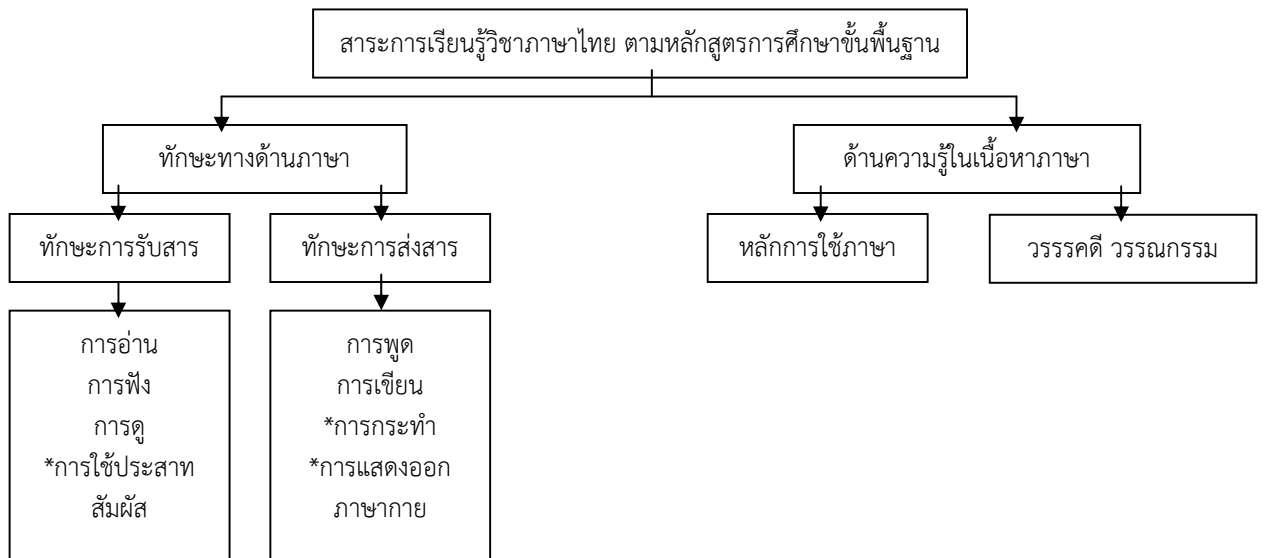 สาระการเรียนรู้วิชาภาษาไทย ตามหลักสูตรการศึกษาขั้นพื้นฐาน
ทักษะทางด้านภาษา
ด้านความรู้ในเนื้อหาภาษา
ทักษะการรับสาร
ทักษะการส่งสาร
หลักการใช้ภาษา
วรรรคดี วรรณกรรม
การอ่าน
การฟัง
การดู
*การใช้ประสาท
สัมผัส
การพูด
การเขียน
*การกระทำ
*การแสดงออก
ภาษากาย